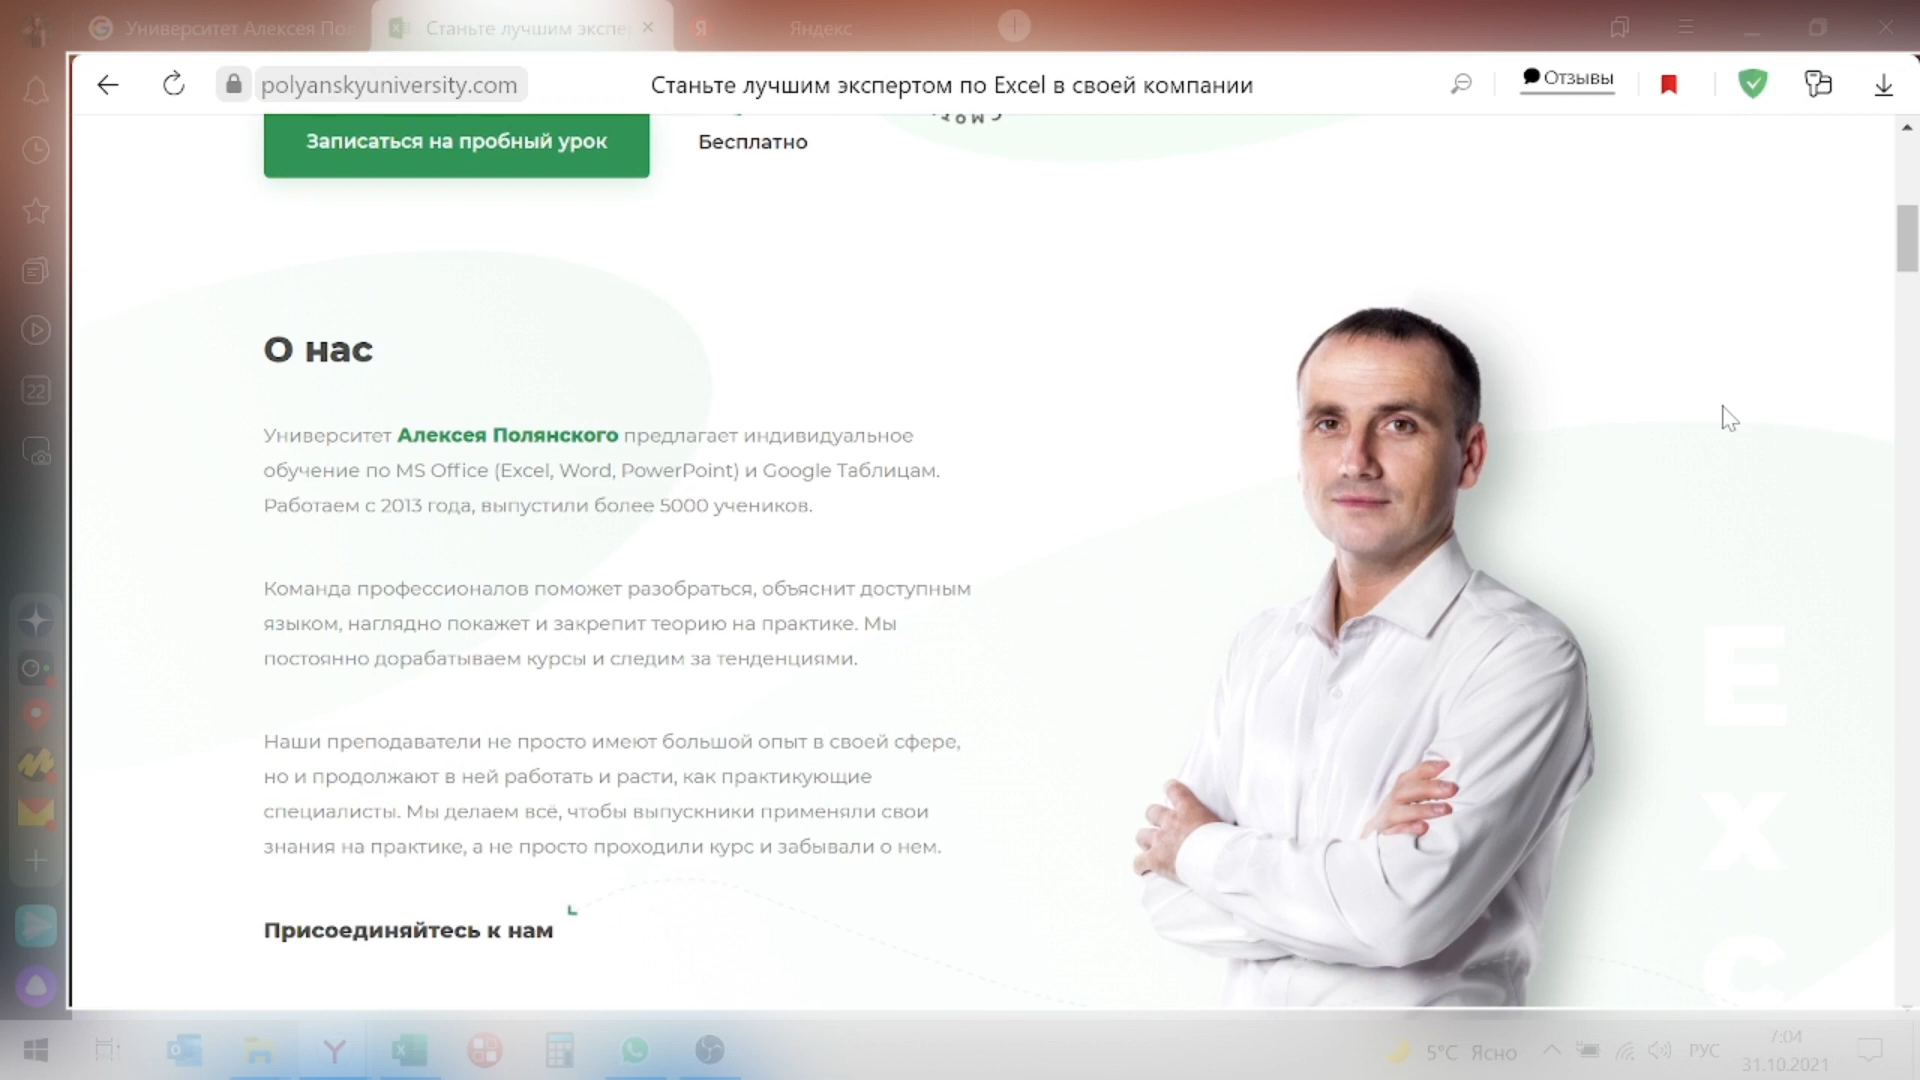 Университет Алексея Пол
Станьте лучшим экспе
Яндекс
polyanskyuniversity.com
Станьте лучшим экспертом по Excel в своей компании
Отзывы
Записаться на пробный урок
Бесплатно
О нас
Университет Алексея Полянского предлагает индивидуальное
обучение по MS Office (Excel, Word, PowerPoint) и Google Таблицам.
Работаем с 2013 года, выпустили более 5000 учеников.
Команда профессионалов поможет разобраться, объяснит доступным
языком, наглядно покажет и закрепит теорию на практике. Мы
постоянно дорабатываем курсы и следим за тенденциями.
Наши преподаватели не просто имеют большой опыт в своей сфере,
но и продолжают в ней работать и расти, как практикующие
специалисты. Мы делаем всё, чтобы выпускники применяли свои
знания на практике, а не просто проходили курс и забывали о нем.
Присоединяйтесь к нам
E
X
C
22
5°C Ясно
РУС
7:04
31.10.2021